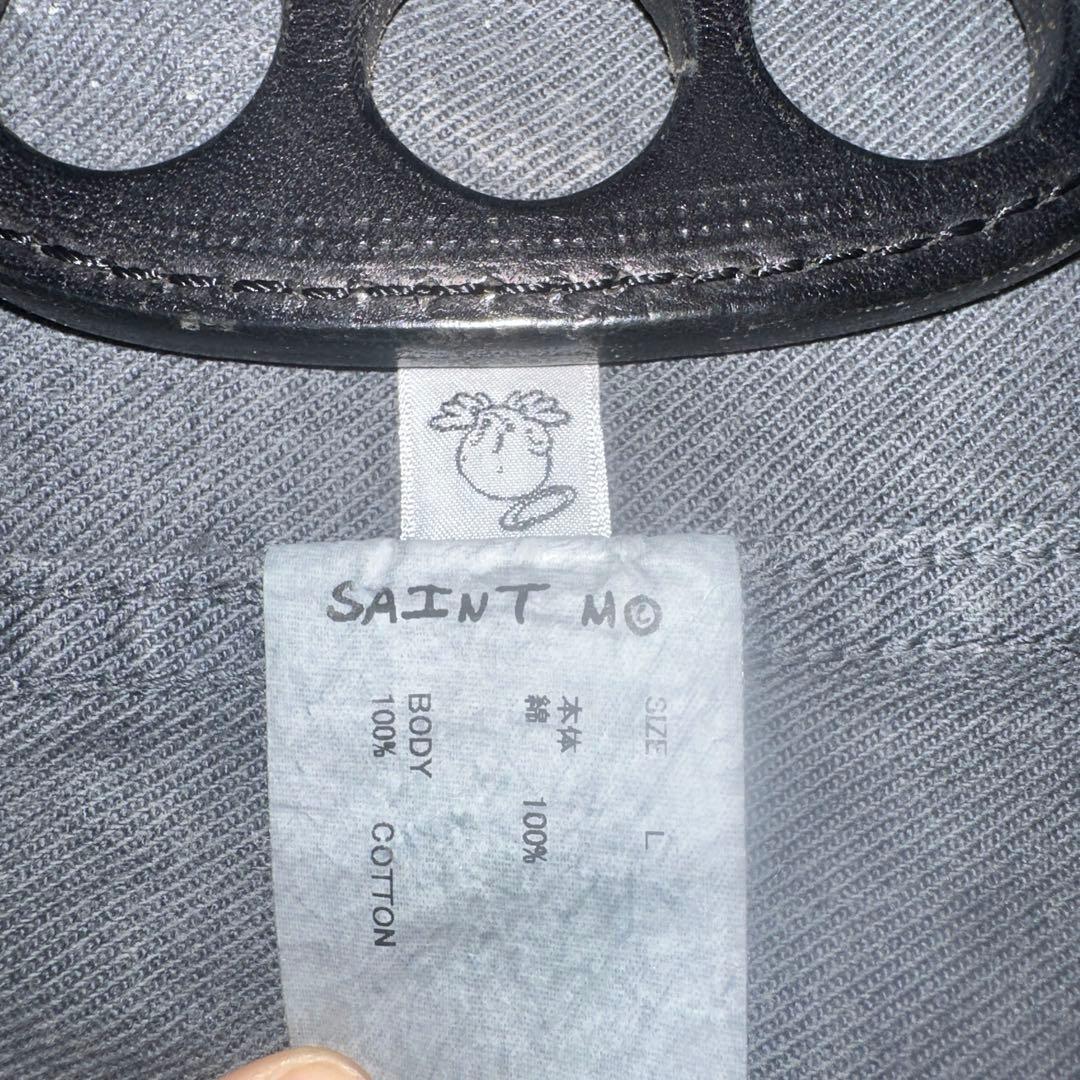 SAINT M©
SIZE L
本体
綿 100%
BODY
100% COTTON